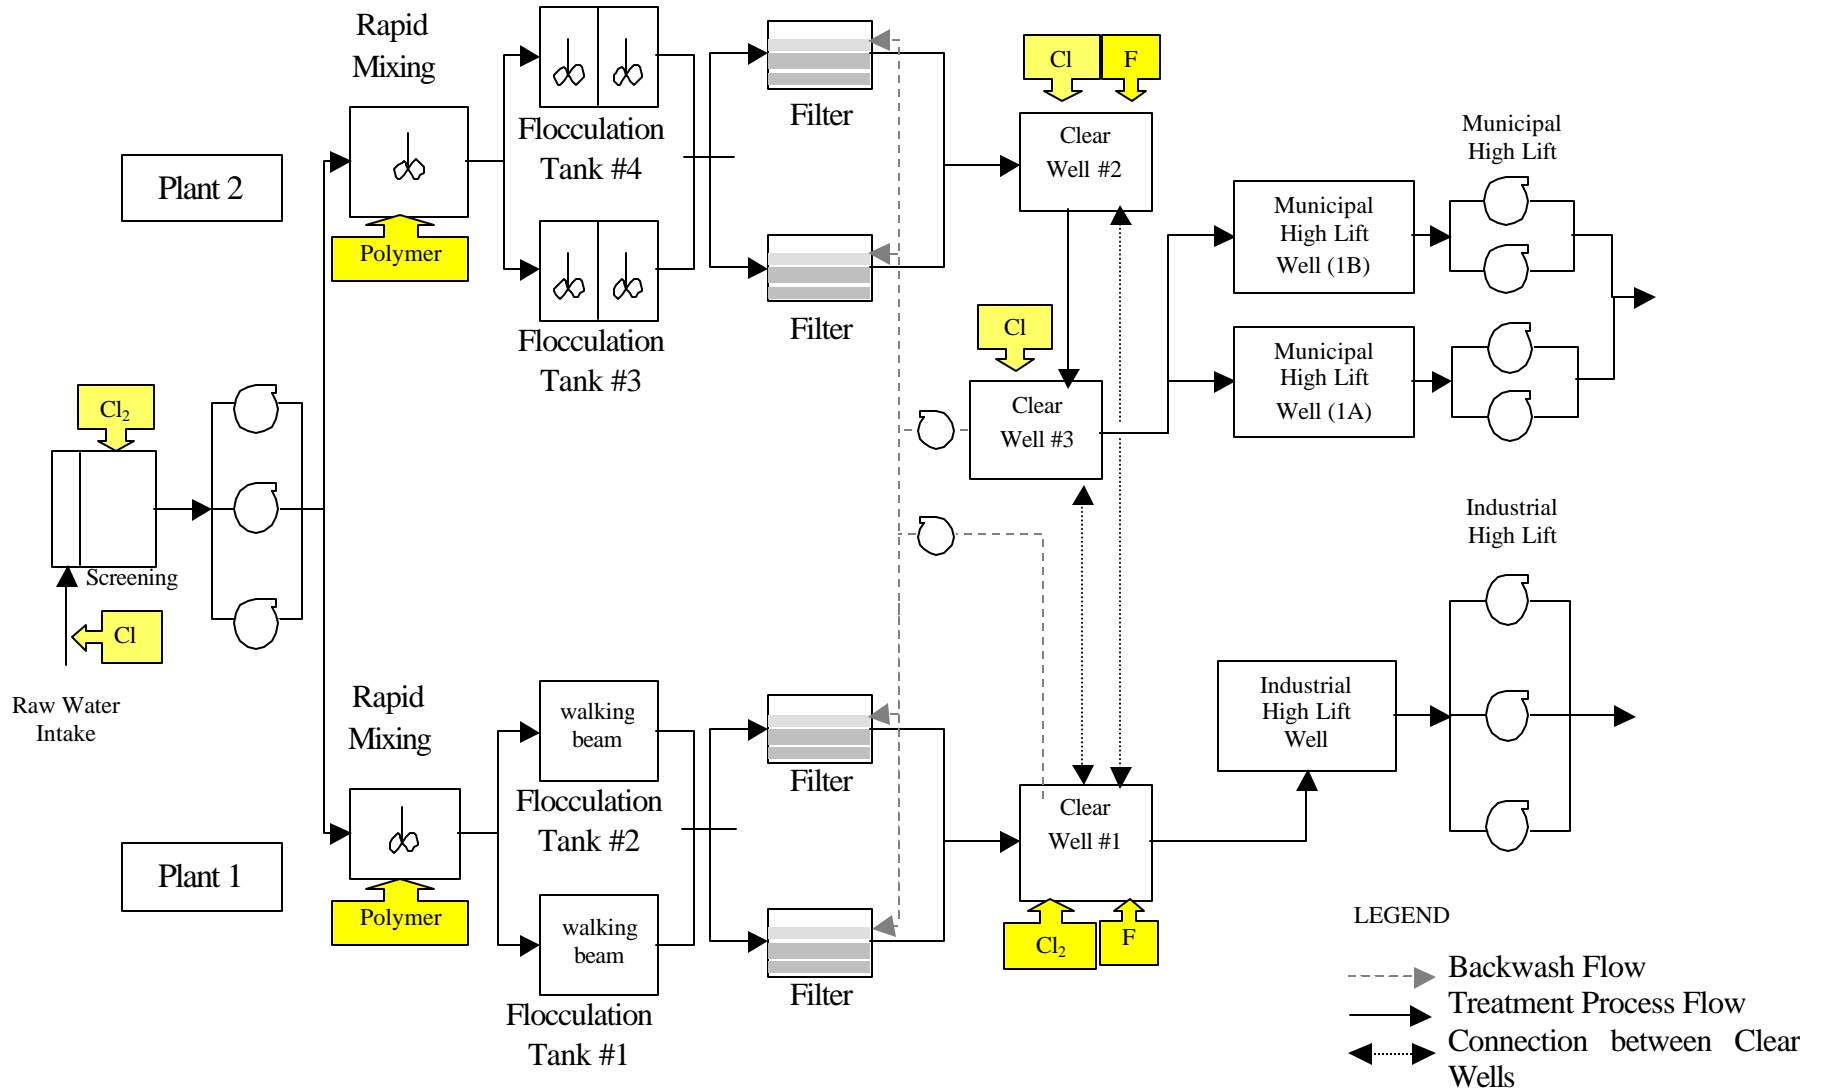 Rapid
Mixing
Plant 2
Polymer
Flocculation
Tank #4
Flocculation
Tank #3
Filter
Filter
Cl
F
Clear
Well #2
Cl
Clear
Well #3
Municipal
High Lift
Municipal
High Lift
Well (1B)
Municipal
High Lift
Well (1A)
Cl₂
Screening
Cl
Raw Water
Intake
Industrial
High Lift
Rapid
Mixing
Plant 1
Polymer
walking
beam
Flocculation
Tank #2
walking
beam
Flocculation
Tank #1
Filter
Filter
Clear
Well #1
Cl₂
F
Industrial
High Lift
Well
LEGEND
Backwash Flow
Treatment Process Flow
Connection between Clear
Wells